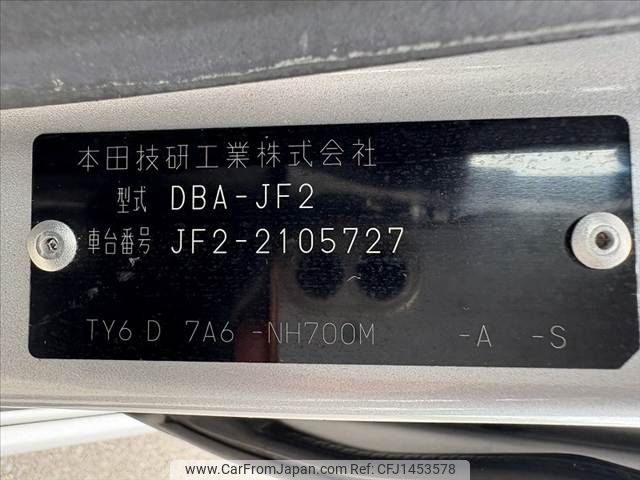 本田技研工業株式会社
型式 DBA-JF2
車台番号 JF2-2105727
TY6 D 7A6 -NH700M -A -S
www.CarFromJapan.com CFJ1453578